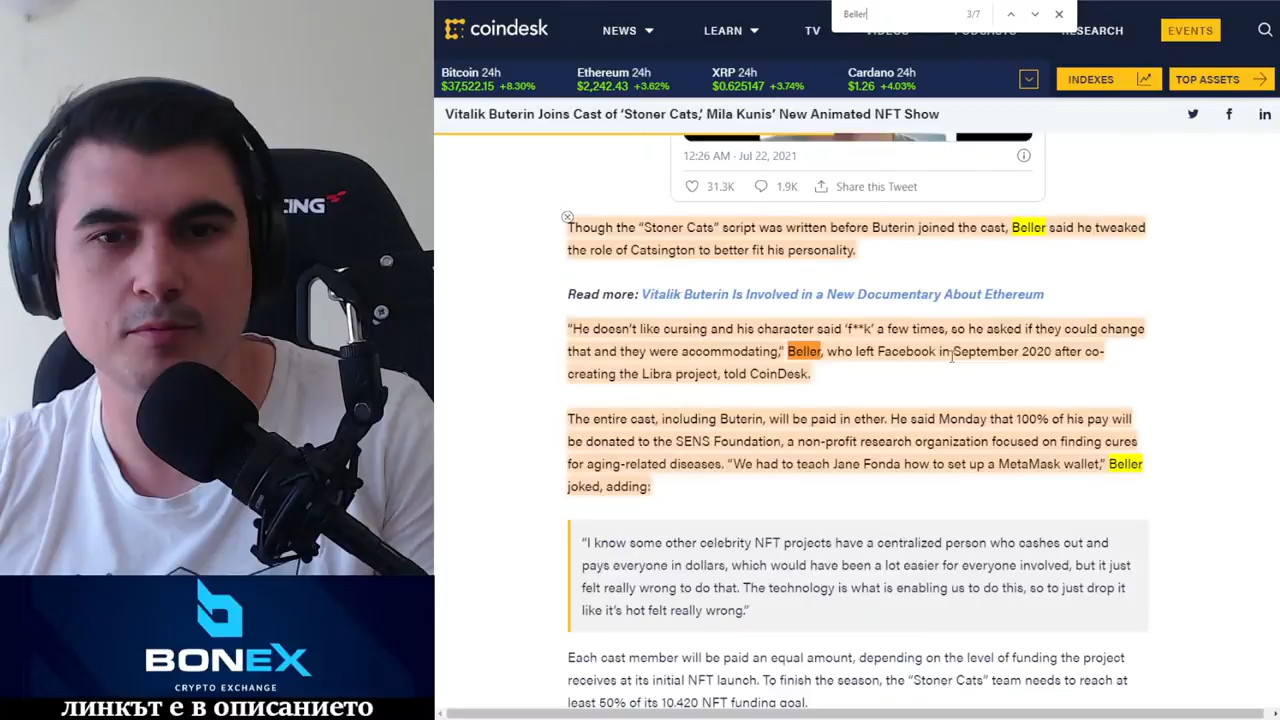 Beller
3/7
coindesk
NEWS
LEARN
TV
RESEARCH
EVENTS
Bitcoin 24h
$37,522.15 +8.30%
Ethereum 24h
$2,242.43 +3.62%
XRP 24h
$0.625147 +3.74%
Cardano 24h
$1.26 +4.03%
INDEXES
TOP ASSETS
Vitalik Buterin Joins Cast of ‘Stoner Cats,’ Mila Kunis’ New Animated NFT Show
12:26 AM · Jul 22, 2021
31.3K
1.9K
Share this Tweet
Though the “Stoner Cats” script was written before Buterin joined the cast, Beller said he tweaked
the role of Catsington to better fit his personality.
Read more: Vitalik Buterin Is Involved in a New Documentary About Ethereum
“He doesn’t like cursing and his character said ‘f**k’ a few times, so he asked if they could change
that and they were accommodating,” Beller, who left Facebook in September 2020 after co-
creating the Libra project, told CoinDesk.
The entire cast, including Buterin, will be paid in ether. He said Monday that 100% of his pay will
be donated to the SENS Foundation, a non-profit research organization focused on finding cures
for aging-related diseases. “We had to teach Jane Fonda how to set up a MetaMask wallet,” Beller
joked, adding:
“I know some other celebrity NFT projects have a centralized person who cashes out and
pays everyone in dollars, which would have been a lot easier for everyone involved, but it just
felt really wrong to do that. The technology is what is enabling us to do this, so to just drop it
like it’s hot felt really wrong.”
Each cast member will be paid an equal amount, depending on the level of funding the project
receives at its initial NFT launch. To finish the season, the “Stoner Cats” team needs to reach at
least 50% of its 10,420 NFT funding goal.
BONEX
CRYPTO EXCHANGE
линкът е в описанието